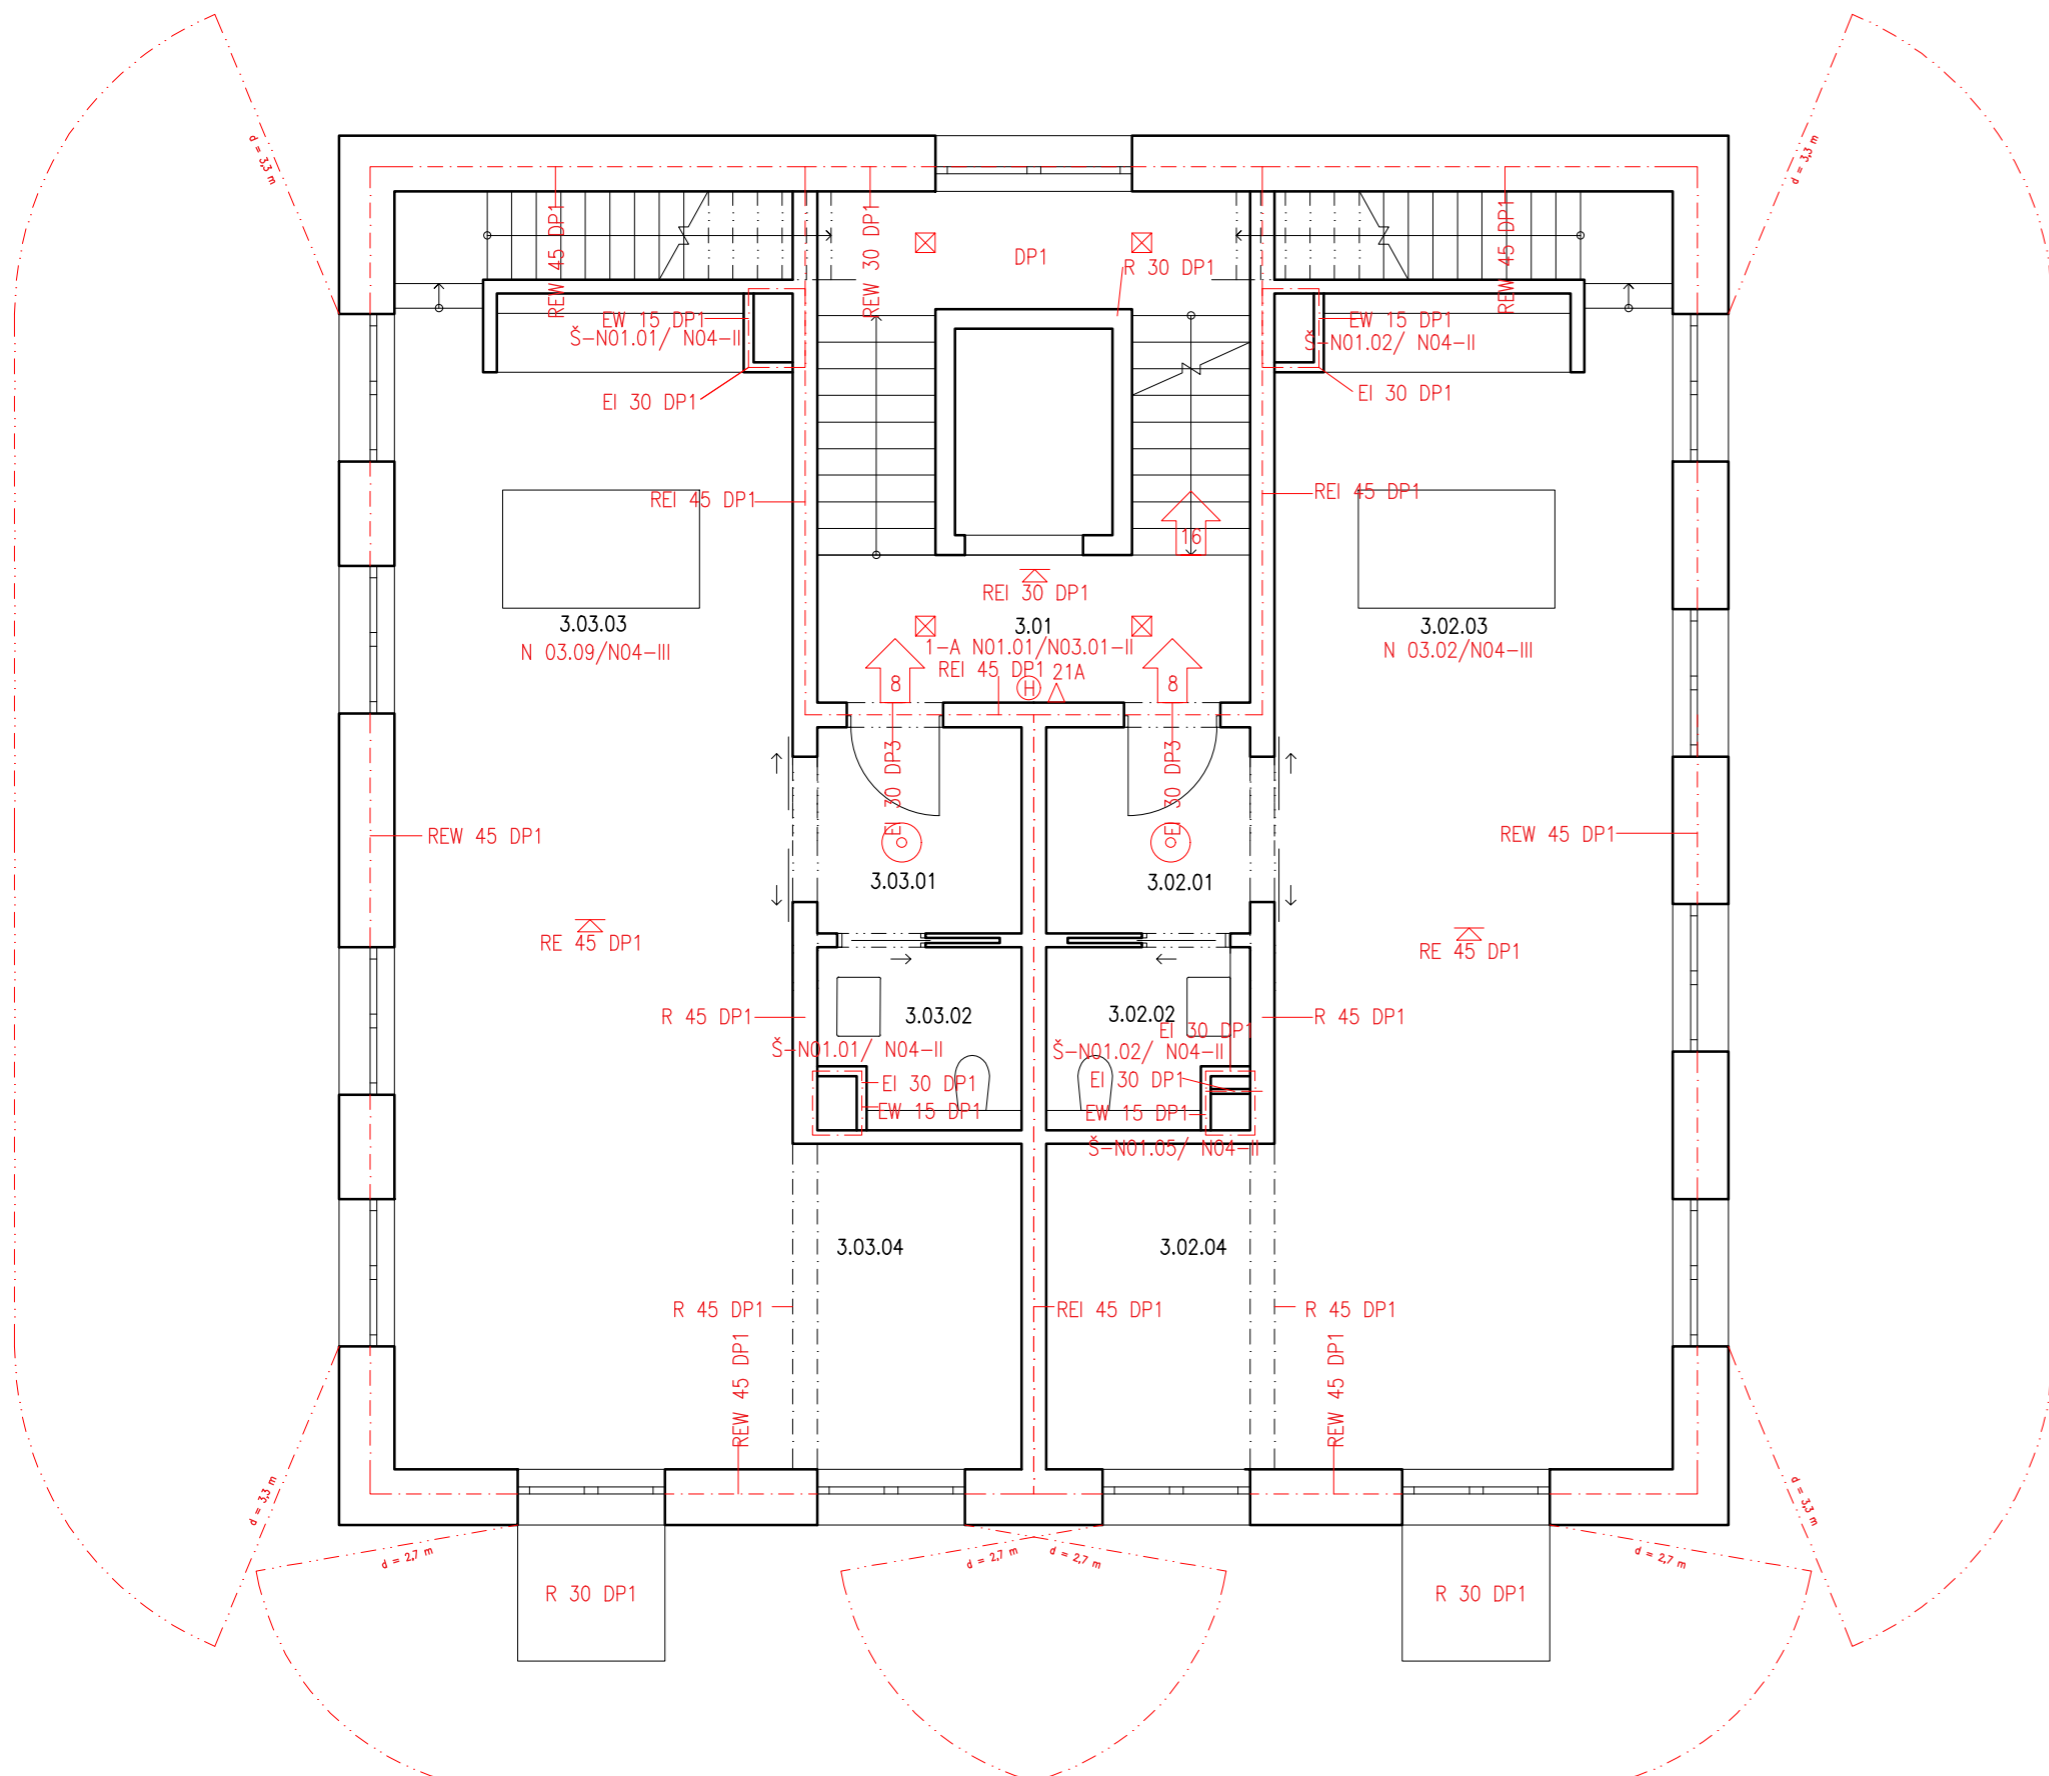 d = 3,3 m
d = 3,3 m
REW 45 DP1
REW 30 DP1
REW 45 DP1
DP1
R 30 DP1
EW 15 DP1
Š-N01.01/ N04-II
EW 15 DP1
Š-N01.02/ N04-II
EI 30 DP1
EI 30 DP1
REI 45 DP1
REI 45 DP1
16
REI 30 DP1
3.03.03
N 03.09/N04-III
3.01
1-A N01.01/N03.01-II
REI 45 DP1
21A
H
3.02.03
N 03.02/N04-III
8
8
EI 30 DP3
EI 30 DP3
REW 45 DP1
REW 45 DP1
3.03.01
3.02.01
RE 45 DP1
RE 45 DP1
R 45 DP1
3.03.02
3.02.02
R 45 DP1
EI 30 DP1
Š-N01.01/ N04-II
Š-N01.02/ N04-II
EI 30 DP1
EI 30 DP1
EW 15 DP1
EW 15 DP1
Š-N01.05/ N04-II
3.03.04
3.02.04
R 45 DP1
REI 45 DP1
R 45 DP1
REW 45 DP1
REW 45 DP1
d = 3,3 m
d = 3,3 m
d = 2,7 m
d = 2,7 m
d = 2,7 m
d = 2,7 m
R 30 DP1
R 30 DP1